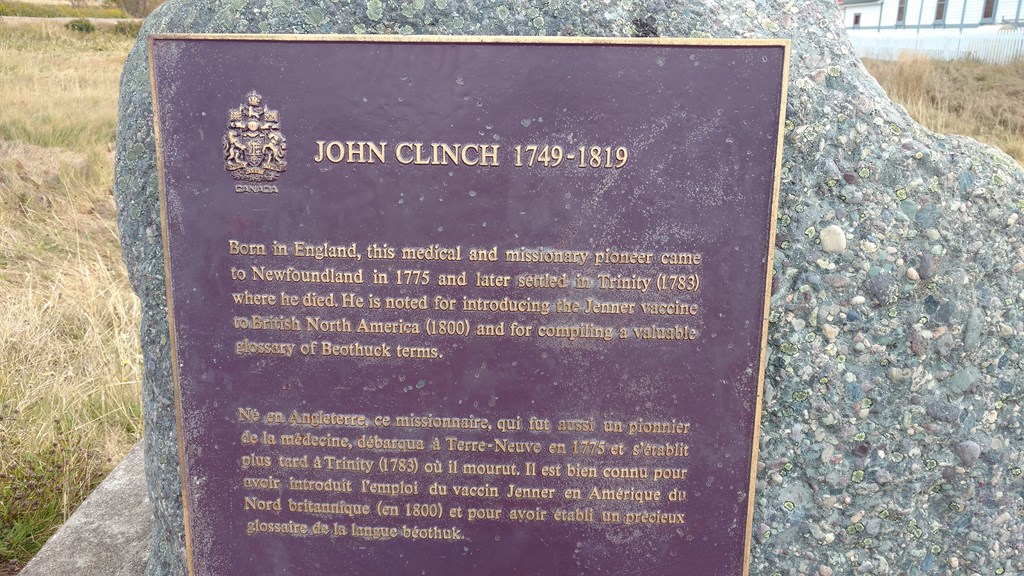 CANADA
JOHN CLINCH 1749-1819
Born in England, this medical and missionary pioneer came
to Newfoundland in 1775 and later settled in Trinity (1783)
where he died. He is noted for introducing the Jenner vaccine
to British North America (1800) and for compiling a valuable
glossary of Beothuck terms.
Né en Angleterre, ce missionnaire, qui fut aussi un pionnier
de la médecine, débarqua à Terre-Neuve en 1775 et s'établit
plus tard à Trinity (1783) où il mourut. Il est bien connu pour
avoir introduit l'emploi du vaccin Jenner en Amérique du
Nord britannique (en 1800) et pour avoir établi un précieux
glossaire de la langue béothuk.